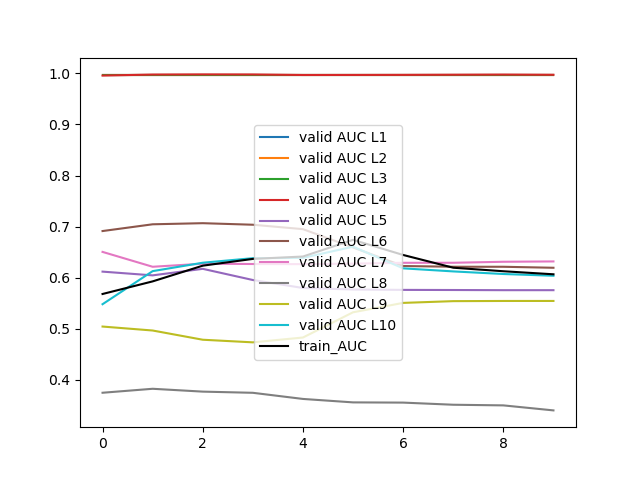 1.0
0.9
0.8
0.7
0.6
0.5
0.4
valid AUC L1
valid AUC L2
valid AUC L3
valid AUC L4
valid AUC L5
valid AUC L6
valid AUC L7
valid AUC L8
valid AUC L9
valid AUC L10
train_AUC
0 2 4 6 8